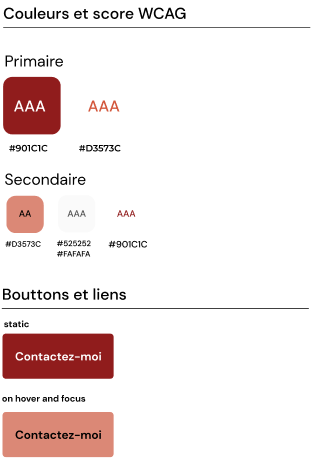 Couleurs et score WCAG
Primaire
AAA AAA
#901C1C #D3573C
Secondaire
AA AAA AAA
#D3573C #525252 #901C1C
#FAFAFA
Bouttons et liens
static
Contactez-moi
on hover and focus
Contactez-moi